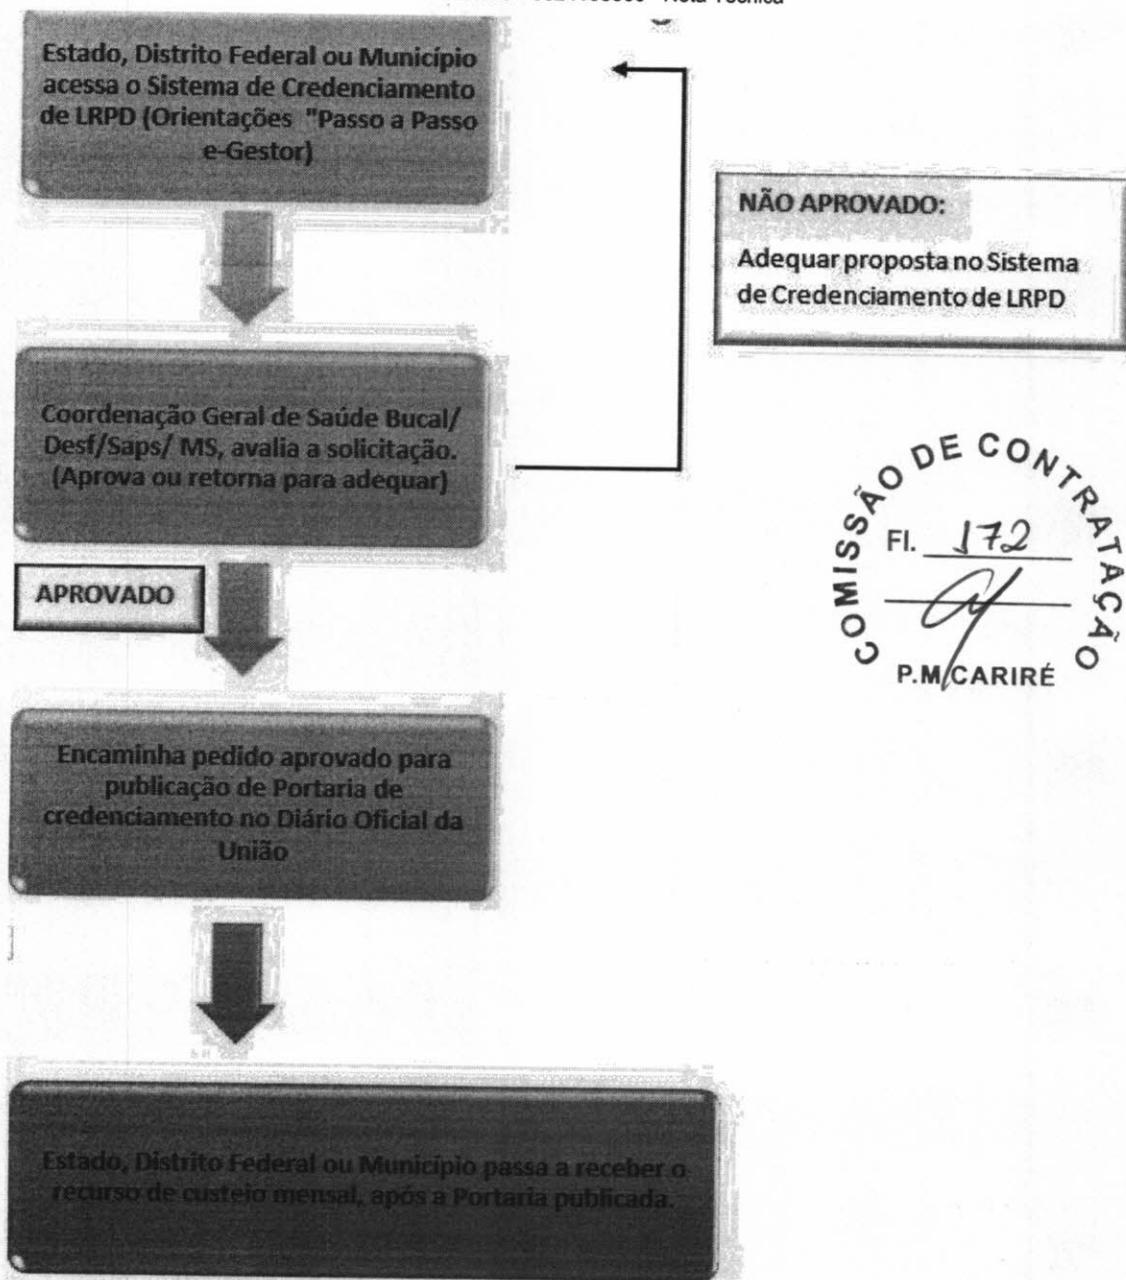 Nota Técnica
Estado, Distrito Federal ou Município
acessa o Sistema de Credenciamento
de LRPD (Orientações "Passo a Passo
e-Gestor)
NÃO APROVADO:
Adequar proposta no Sistema
de Credenciamento de LRPD
Coordenação Geral de Saúde Bucal/
Desf/Saps/ MS, avalia a solicitação.
(Aprova ou retorna para adequar)
COMISSÃO DE CONTRATAÇÃO
Fl. 172
P.M CARIRÉ
APROVADO
Encaminha pedido aprovado para
publicação de Portaria de
credenciamento no Diário Oficial da
União
Estado, Distrito Federal ou Município passa a receber o
recurso de custeio mensal, após a Portaria publicada.